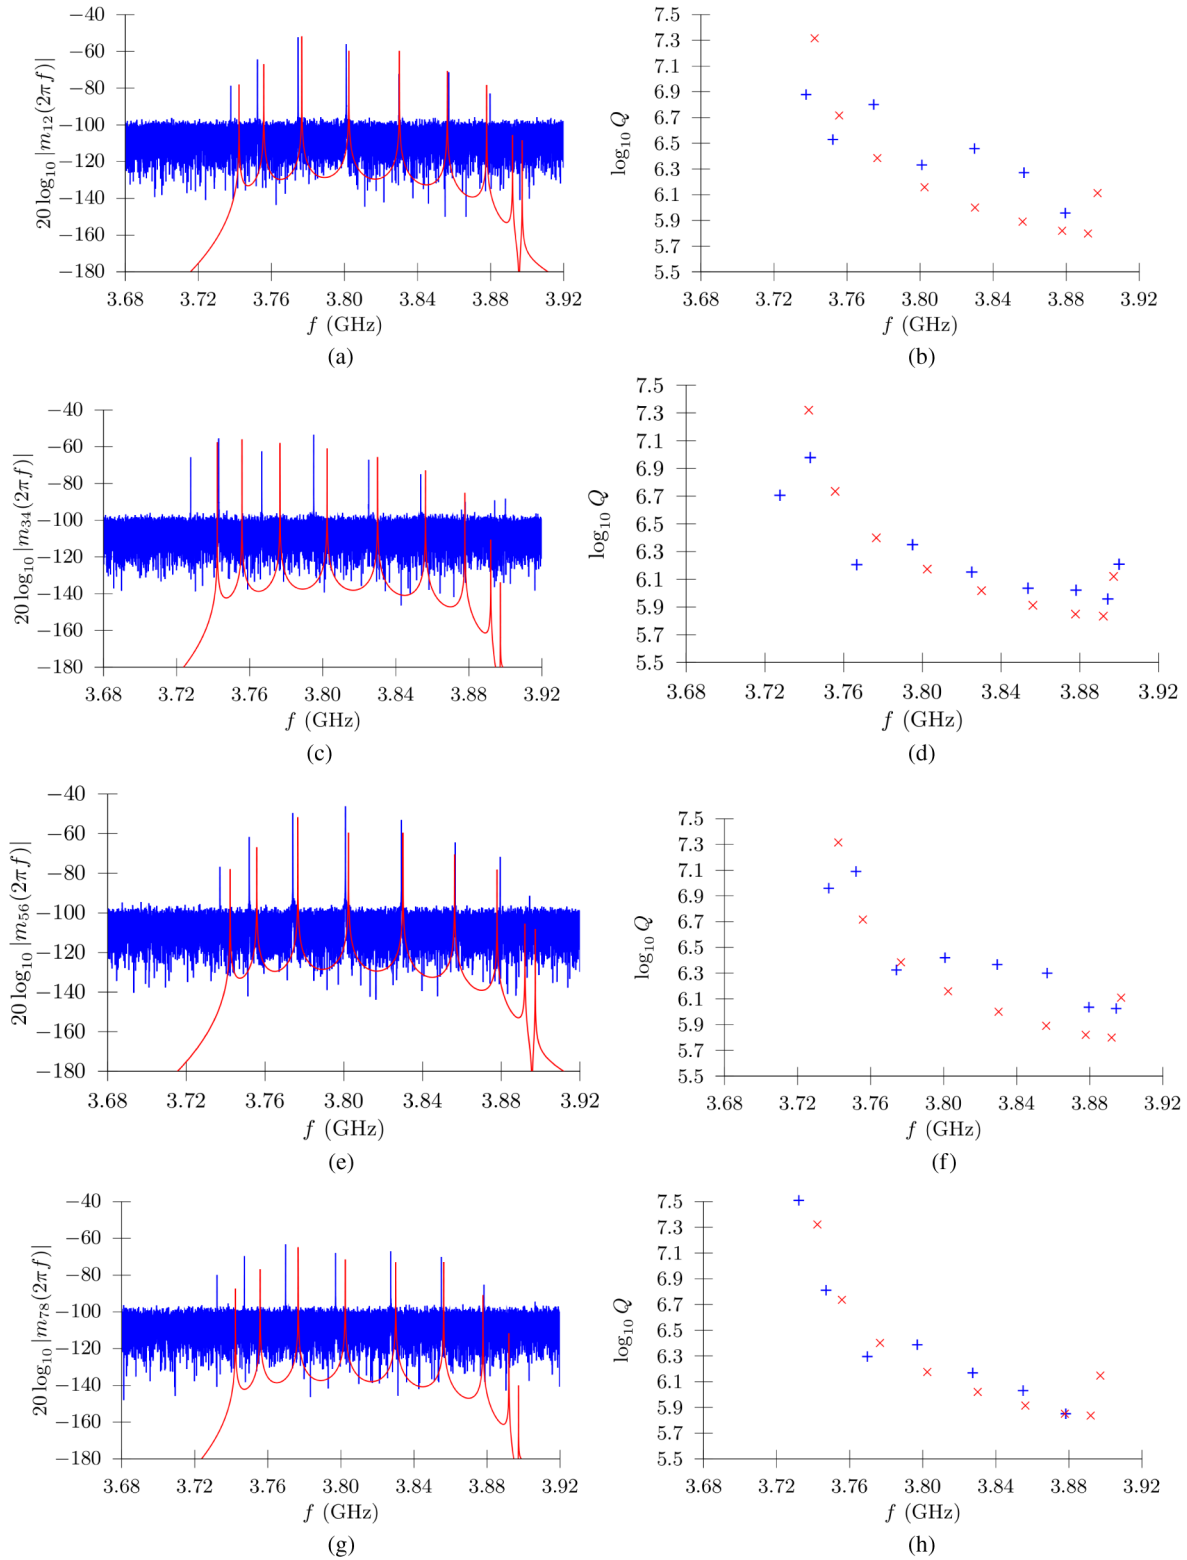 −40
−60
−80
−100
−120
−140
−160
−180
20 log₁₀ |m₁₂(2πf)|
3.68 3.72 3.76 3.80 3.84 3.88 3.92
f (GHz)
(a)
7.5
7.3
7.1
6.9
6.7
6.5
6.3
6.1
5.9
5.7
5.5
log₁₀ Q
3.68 3.72 3.76 3.80 3.84 3.88 3.92
f (GHz)
(b)
−40
−60
−80
−100
−120
−140
−160
−180
20 log₁₀ |m₃₄(2πf)|
3.68 3.72 3.76 3.80 3.84 3.88 3.92
f (GHz)
(c)
7.5
7.3
7.1
6.9
6.7
6.5
6.3
6.1
5.9
5.7
5.5
log₁₀ Q
3.68 3.72 3.76 3.80 3.84 3.88 3.92
f (GHz)
(d)
−40
−60
−80
−100
−120
−140
−160
−180
20 log₁₀ |m₅₆(2πf)|
3.68 3.72 3.76 3.80 3.84 3.88 3.92
f (GHz)
(e)
7.5
7.3
7.1
6.9
6.7
6.5
6.3
6.1
5.9
5.7
5.5
log₁₀ Q
3.68 3.72 3.76 3.80 3.84 3.88 3.92
f (GHz)
(f)
−40
−60
−80
−100
−120
−140
−160
−180
20 log₁₀ |m₇₈(2πf)|
3.68 3.72 3.76 3.80 3.84 3.88 3.92
f (GHz)
(g)
7.5
7.3
7.1
6.9
6.7
6.5
6.3
6.1
5.9
5.7
5.5
log₁₀ Q
3.68 3.72 3.76 3.80 3.84 3.88 3.92
f (GHz)
(h)